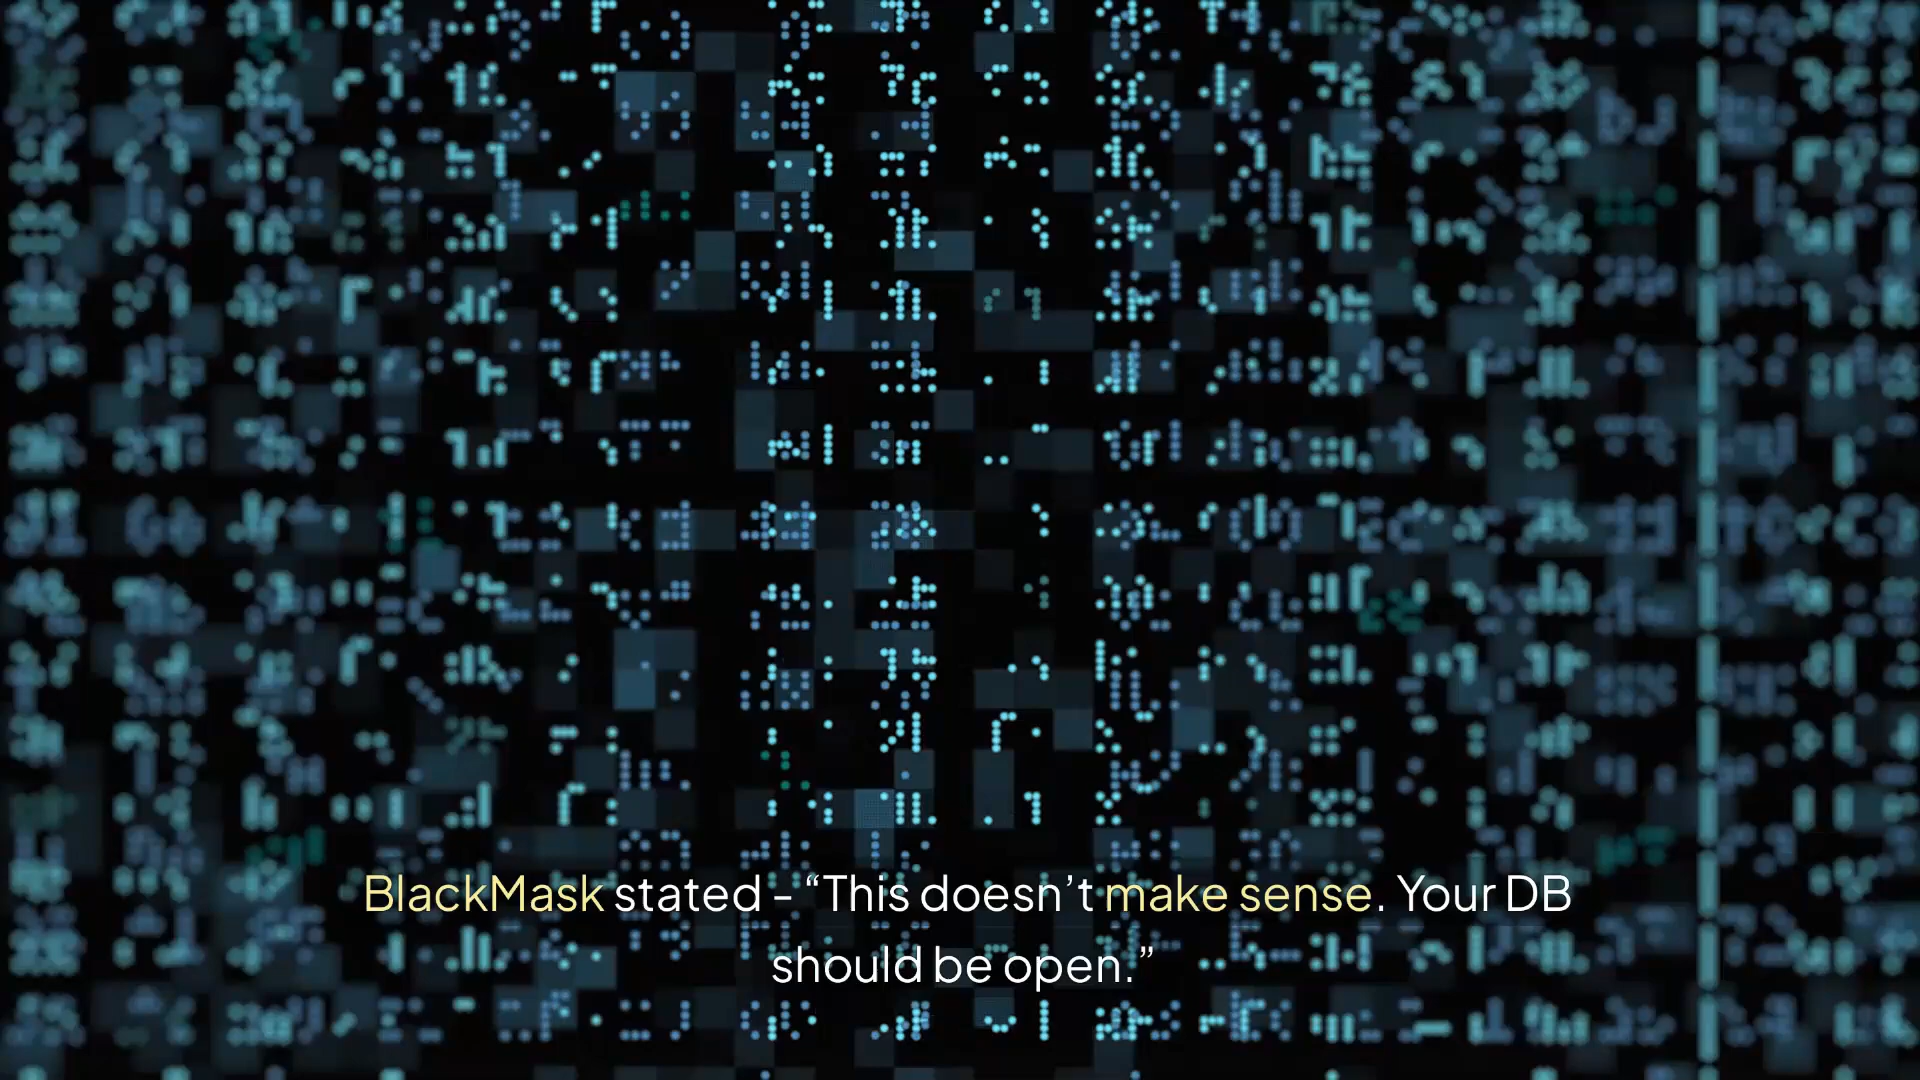 BlackMask stated - “This doesn’t make sense. Your DB
should be open.”